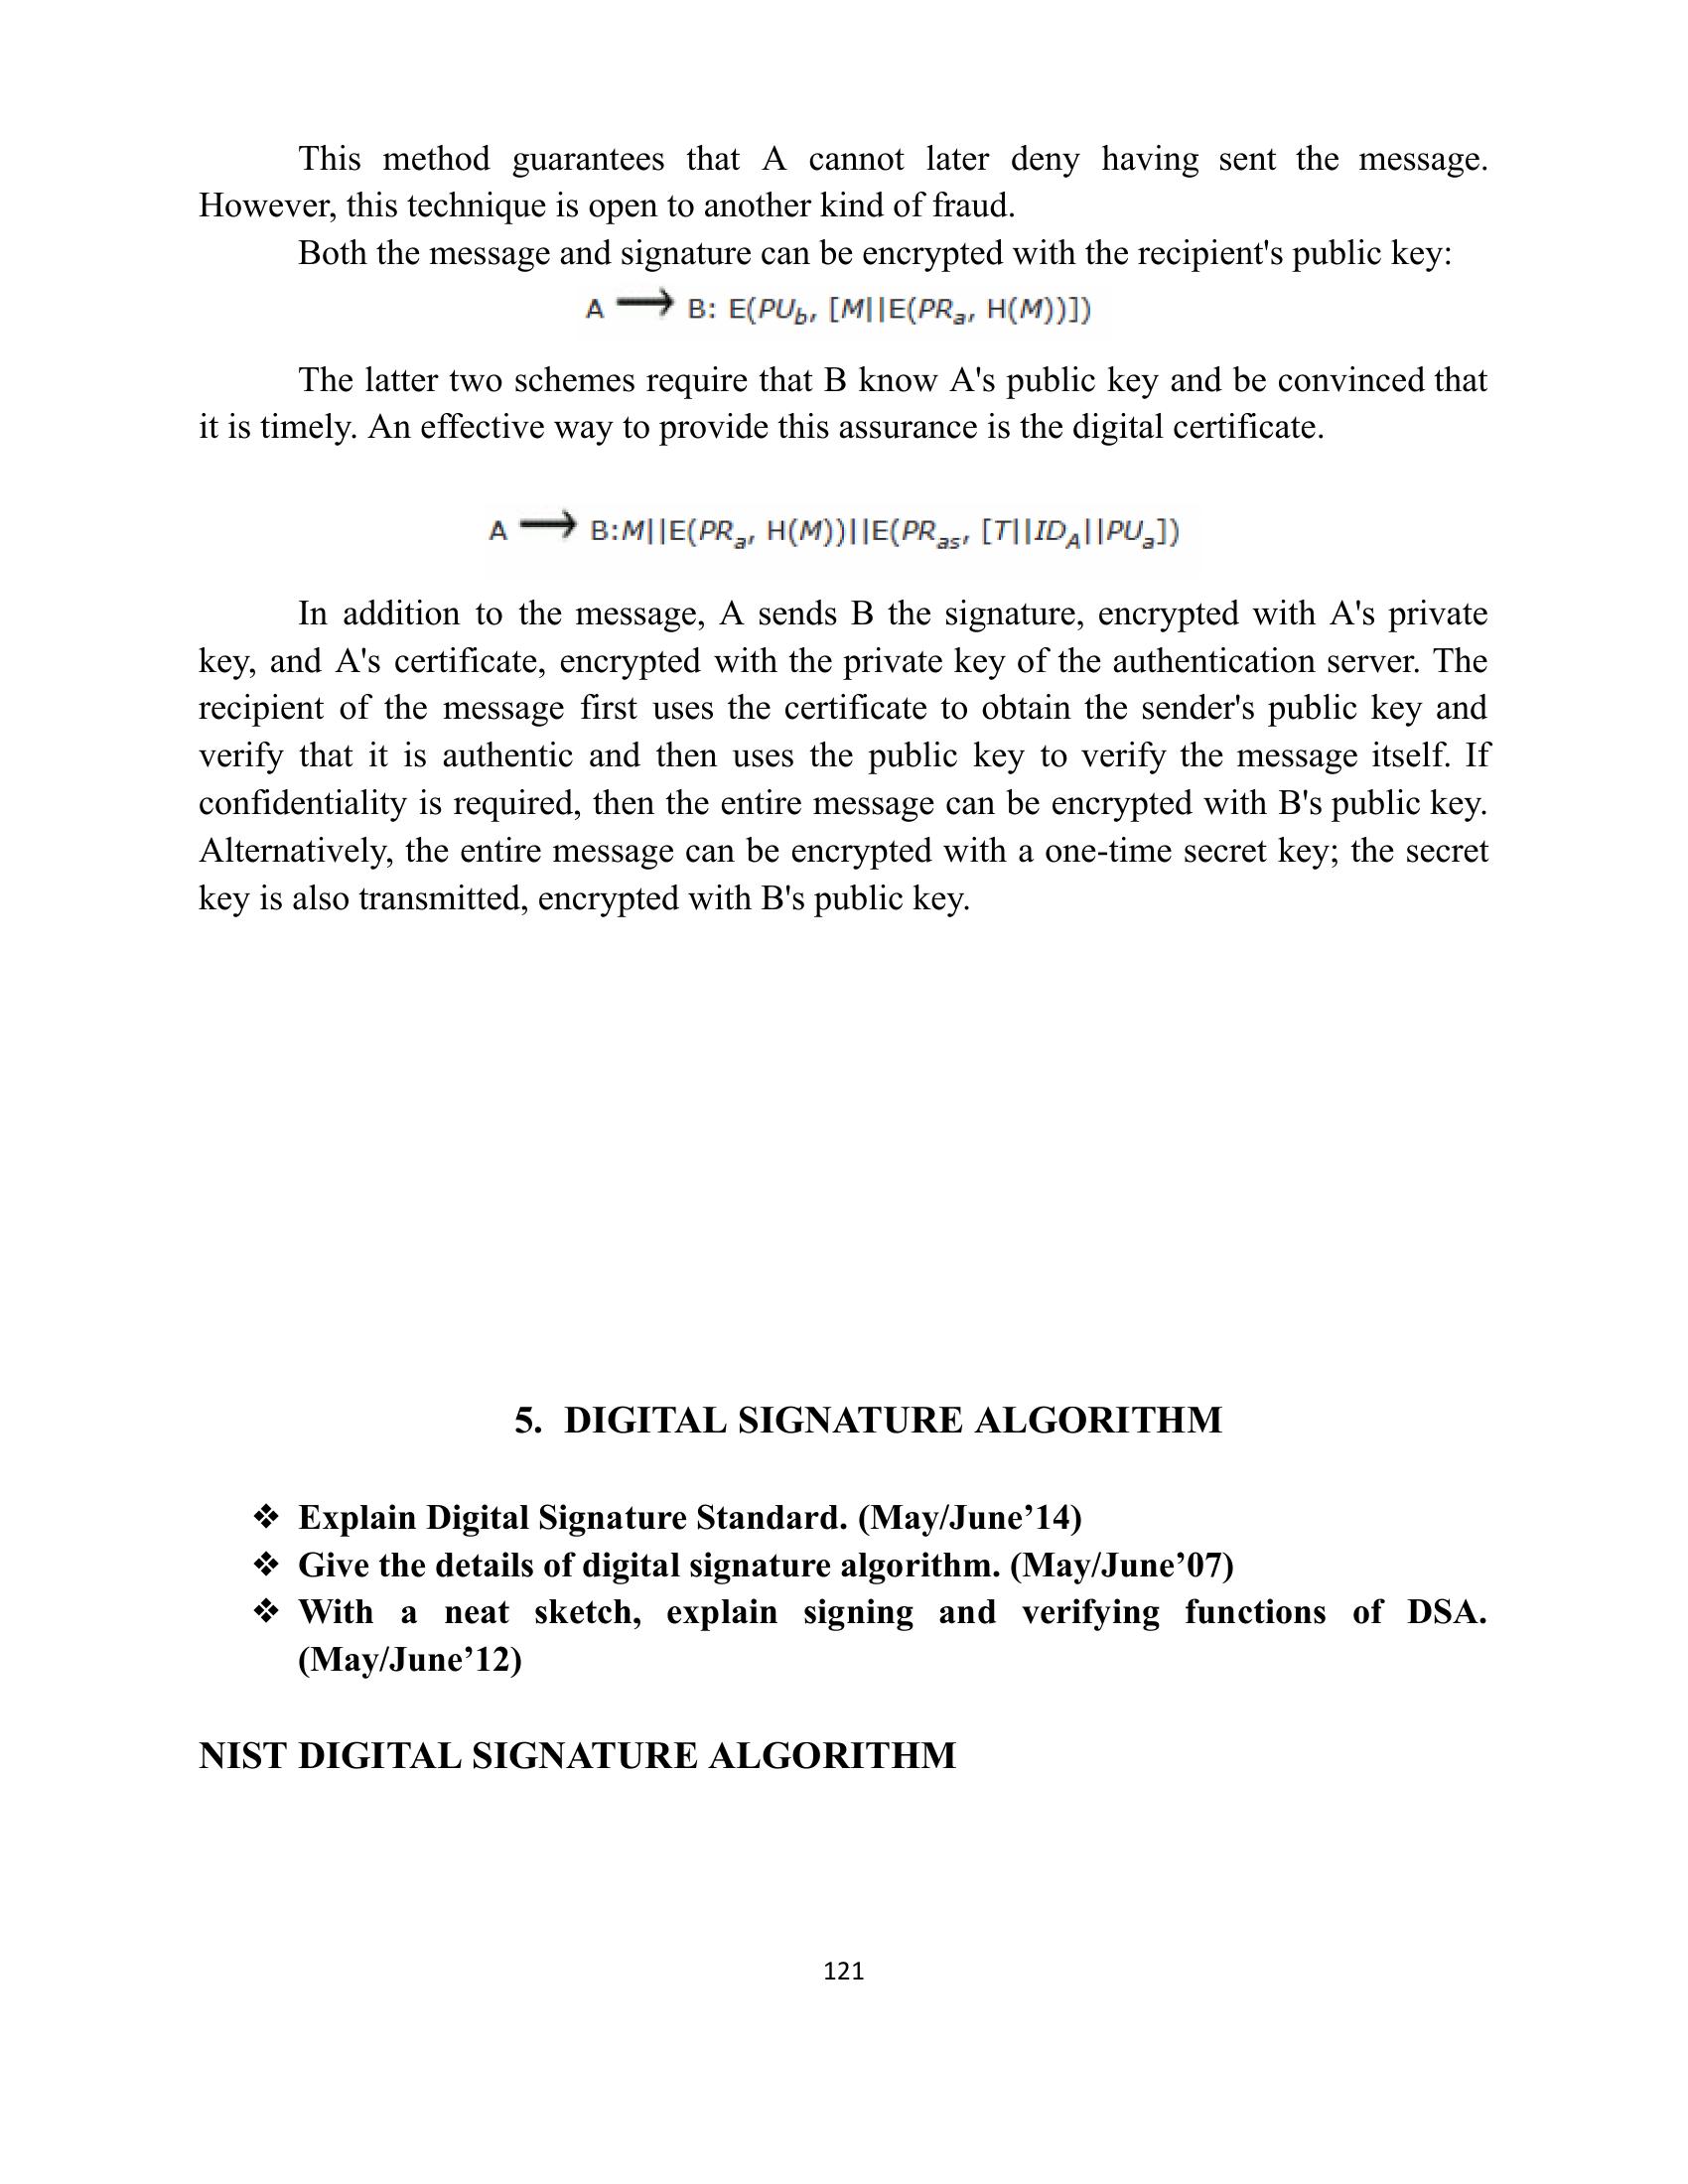 This method guarantees that A cannot later deny having sent the message.
However, this technique is open to another kind of fraud.
Both the message and signature can be encrypted with the recipient's public key:
A ⟶ B: E(PUb, [M||E(PRa, H(M))])
The latter two schemes require that B know A's public key and be convinced that
it is timely. An effective way to provide this assurance is the digital certificate.
A ⟶ B:M||E(PRa, H(M))||E(PRas, [T||IDA||PUa])
In addition to the message, A sends B the signature, encrypted with A's private
key, and A's certificate, encrypted with the private key of the authentication server. The
recipient of the message first uses the certificate to obtain the sender's public key and
verify that it is authentic and then uses the public key to verify the message itself. If
confidentiality is required, then the entire message can be encrypted with B's public key.
Alternatively, the entire message can be encrypted with a one-time secret key; the secret
key is also transmitted, encrypted with B's public key.
5. DIGITAL SIGNATURE ALGORITHM
❖ Explain Digital Signature Standard. (May/June’14)
❖ Give the details of digital signature algorithm. (May/June’07)
❖ With a neat sketch, explain signing and verifying functions of DSA.
(May/June’12)
NIST DIGITAL SIGNATURE ALGORITHM
121